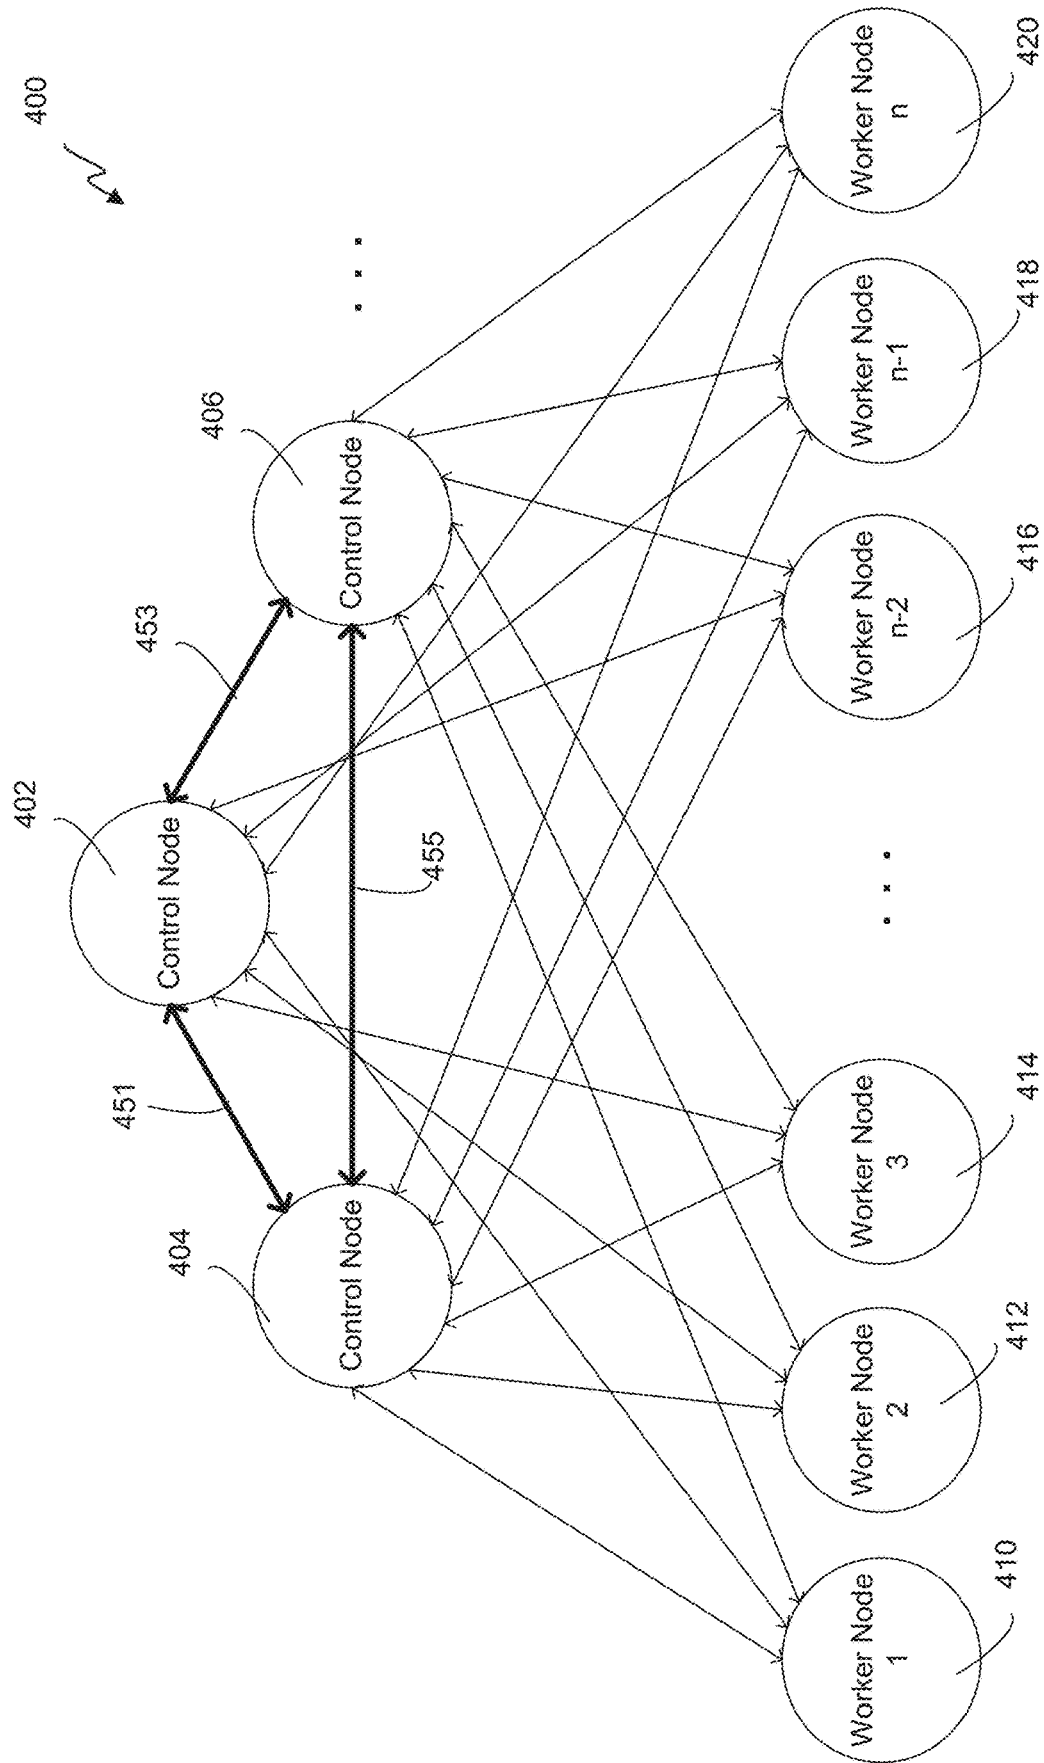 400
402
Control Node
451
453
404
Control Node
455
406
Control Node
. . .
Worker Node
1
410
Worker Node
2
412
Worker Node
3
414
. . .
Worker Node
n-2
416
Worker Node
n-1
418
Worker Node
n
420